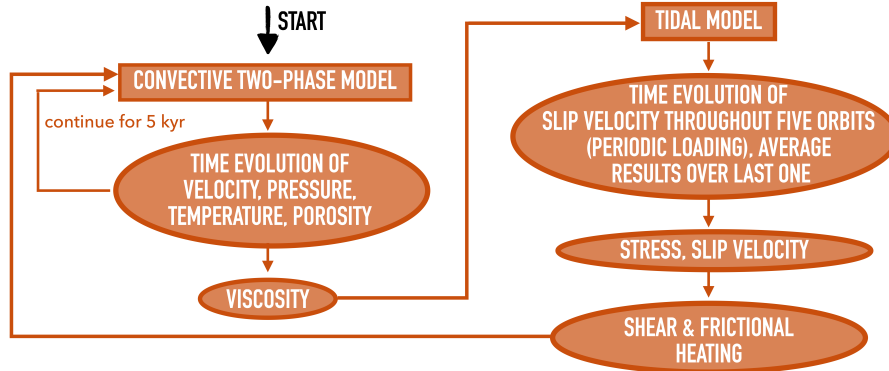 START
CONVECTIVE TWO-PHASE MODEL
continue for 5 kyr
TIME EVOLUTION OF
VELOCITY, PRESSURE,
TEMPERATURE, POROSITY
VISCOSITY
TIDAL MODEL
TIME EVOLUTION OF
SLIP VELOCITY THROUGHOUT FIVE ORBITS
(PERIODIC LOADING), AVERAGE
RESULTS OVER LAST ONE
STRESS, SLIP VELOCITY
SHEAR & FRICTIONAL
HEATING